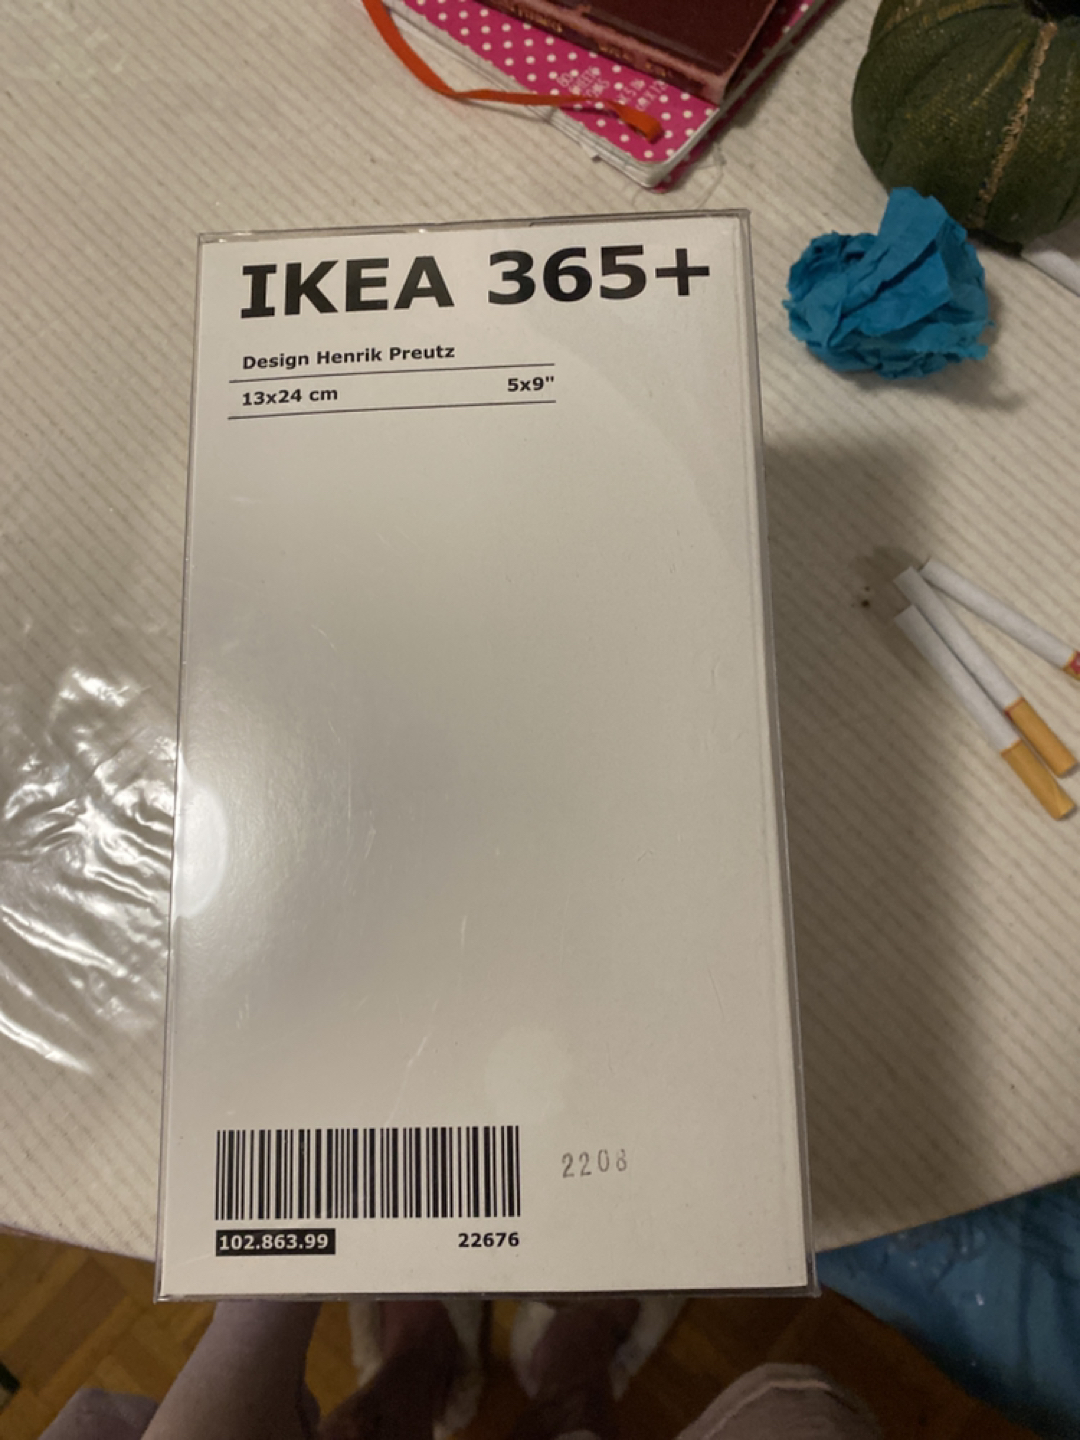 IKEA 365+
Design Henrik Preutz
13x24 cm 5x9"
102.863.99 22676
2208